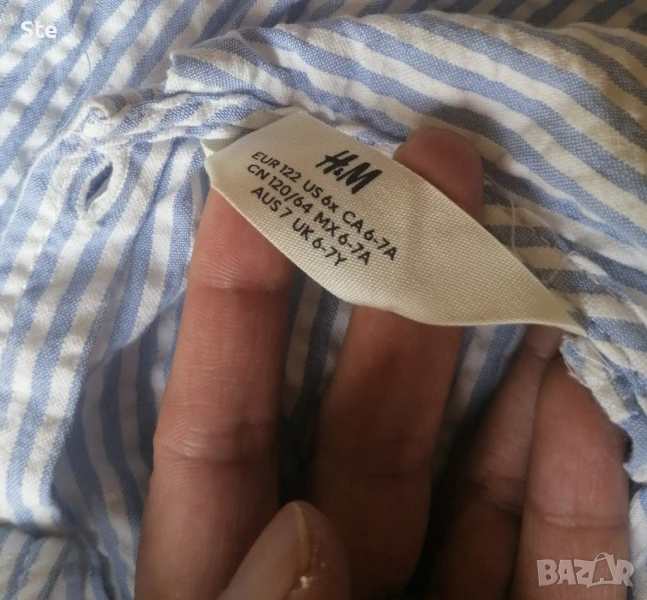 Ste
H&M
EUR 122 US 6x CA 6-7A
CN 120/64 MX 6-7A
AUS 7 UK 6-7Y
BAZAR